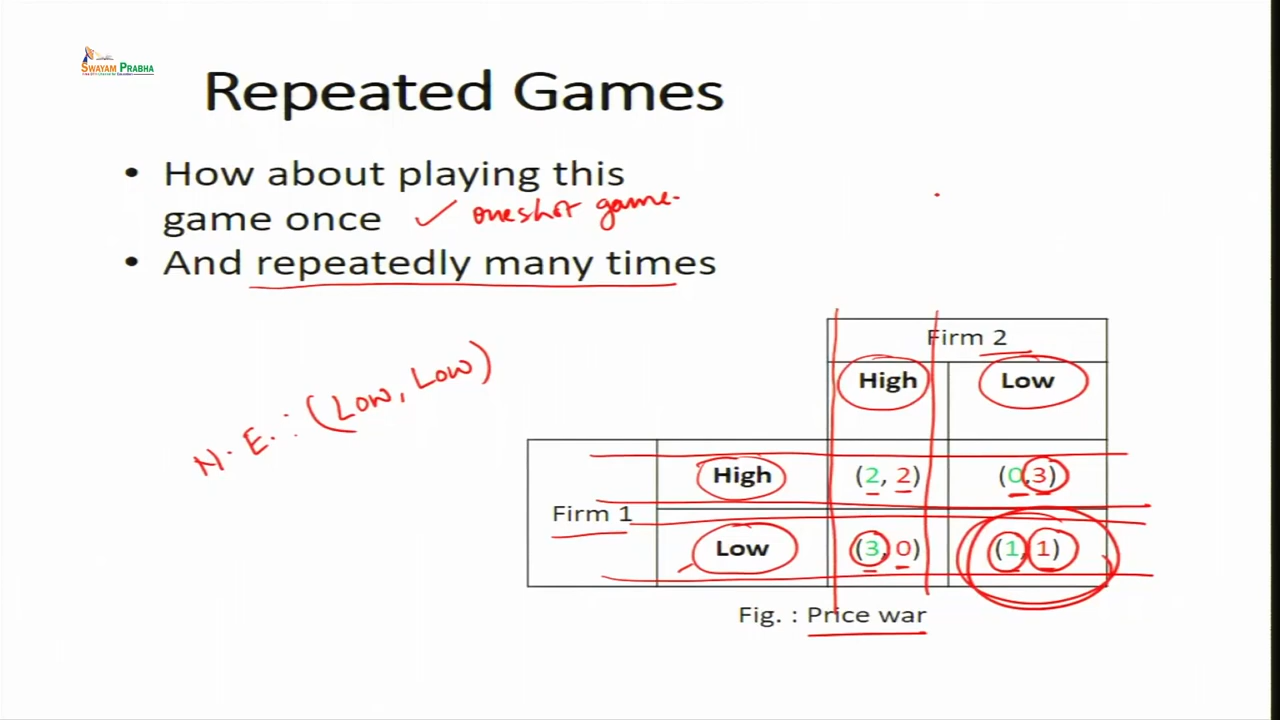 SWAYAM PRABHA
Repeated Games
• How about playing this
game once ✓ oneshot game.
• And repeatedly many times
N.E. : (Low, Low)
Firm 2
High Low
High (2, 2) (0,3)
Firm 1
Low (3, 0) (1, 1)
Fig. : Price war